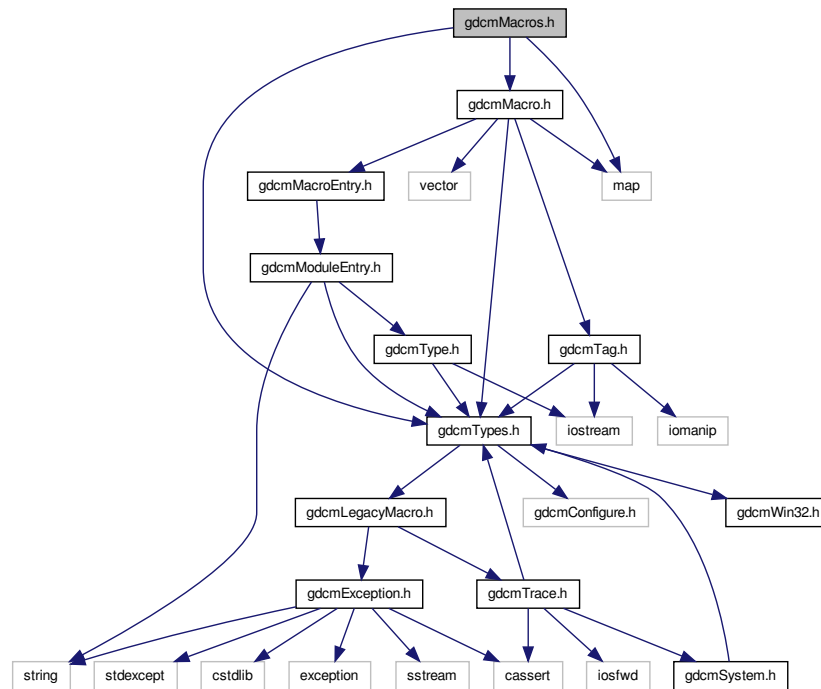 gdcmMacros.h
gdcmMacro.h
gdcmMacroEntry.h
vector
map
gdcmModuleEntry.h
gdcmType.h
gdcmTag.h
gdcmTypes.h
iostream
iomanip
gdcmLegacyMacro.h
gdcmConfigure.h
gdcmWin32.h
gdcmException.h
gdcmTrace.h
string
stdexcept
cstdlib
exception
sstream
cassert
iosfwd
gdcmSystem.h